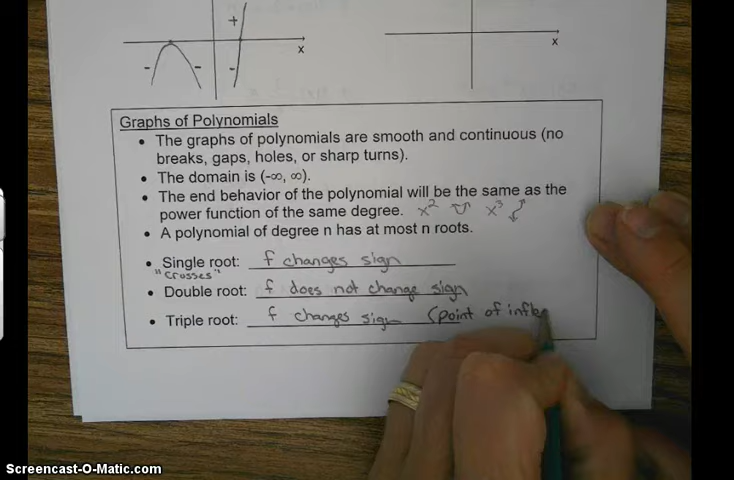 +
x
- -
-
x
Graphs of Polynomials
• The graphs of polynomials are smooth and continuous (no
breaks, gaps, holes, or sharp turns).
• The domain is (-∞, ∞).
• The end behavior of the polynomial will be the same as the
power function of the same degree. x² x³
• A polynomial of degree n has at most n roots.
• Single root: f changes sign
"crosses"
• Double root: f does not change sign
• Triple root: f changes sign (point of infle
Screencast-O-Matic.com